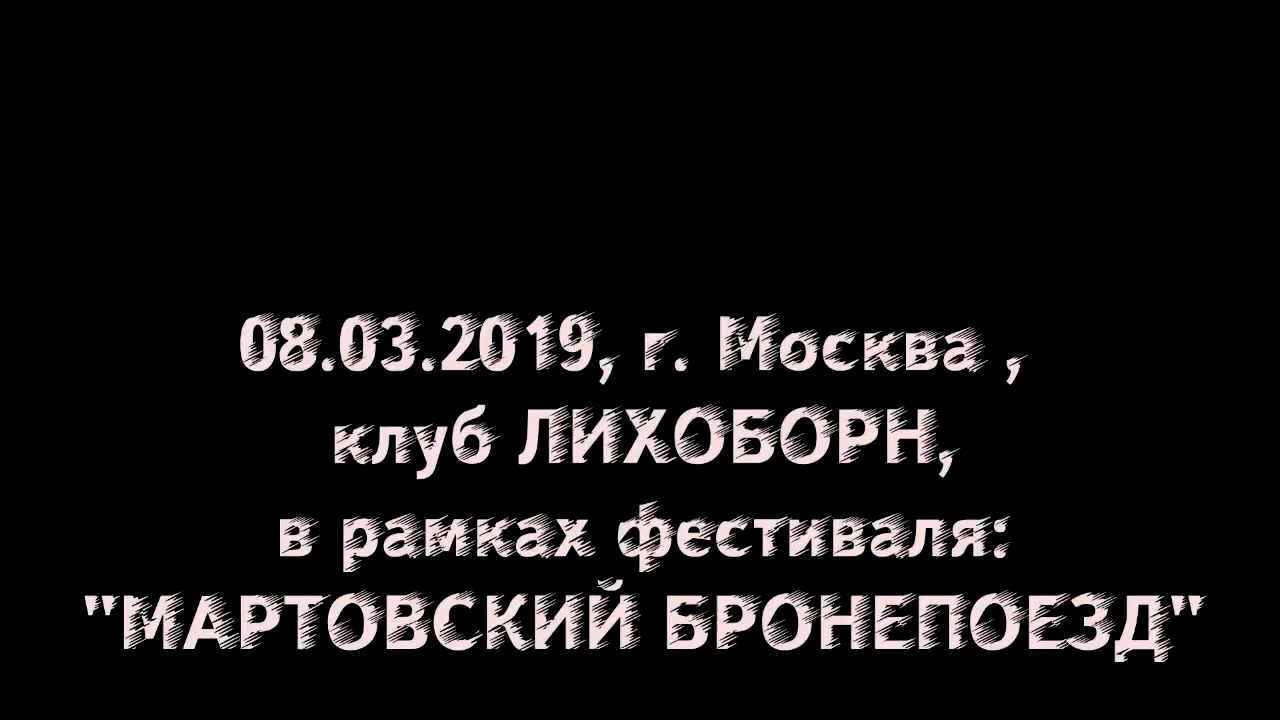 08.03.2019, г. Москва ,
клуб ЛИХОБОРН,
в рамках фестиваля:
"МАРТОВСКИЙ БРОНЕПОЕЗД"